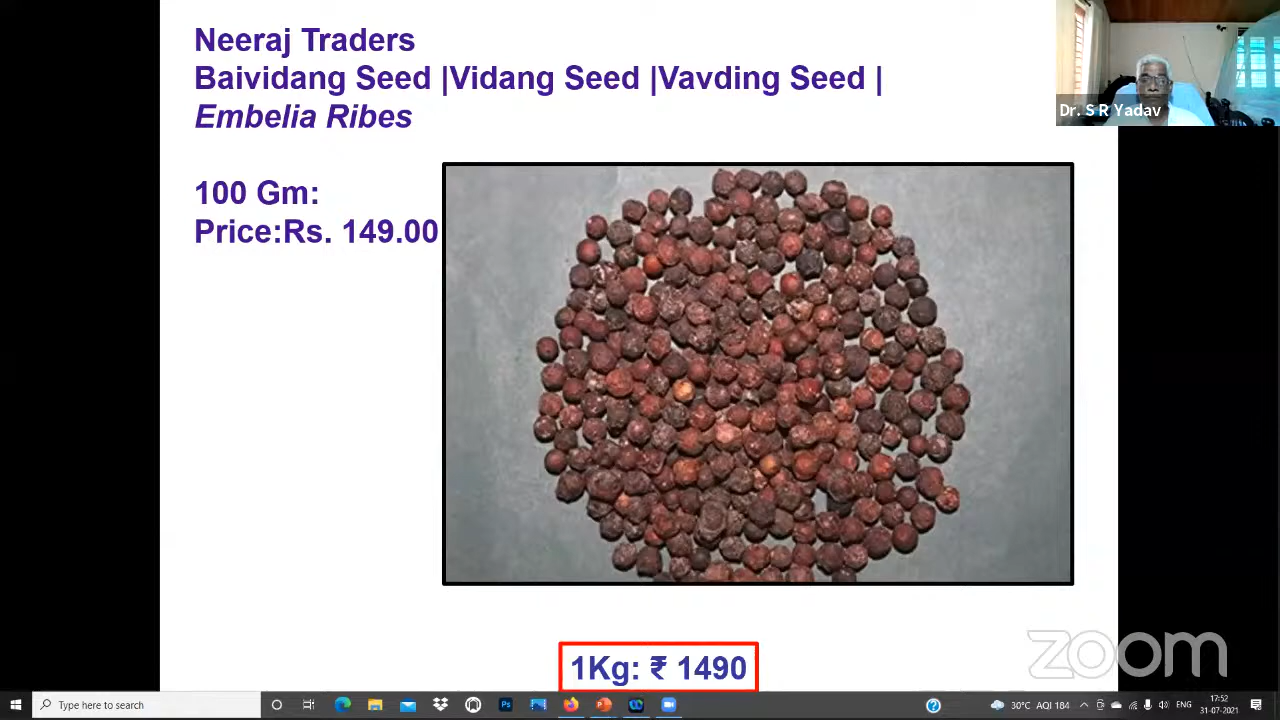 Neeraj Traders
Baividang Seed |Vidang Seed |Vavding Seed |
Embelia Ribes
100 Gm:
Price:Rs. 149.00
Dr. S R Yadav
1Kg: ₹ 1490
zoom
Type here to search
Ps
30°C AQI 184
ENG
17:52
31-07-2021